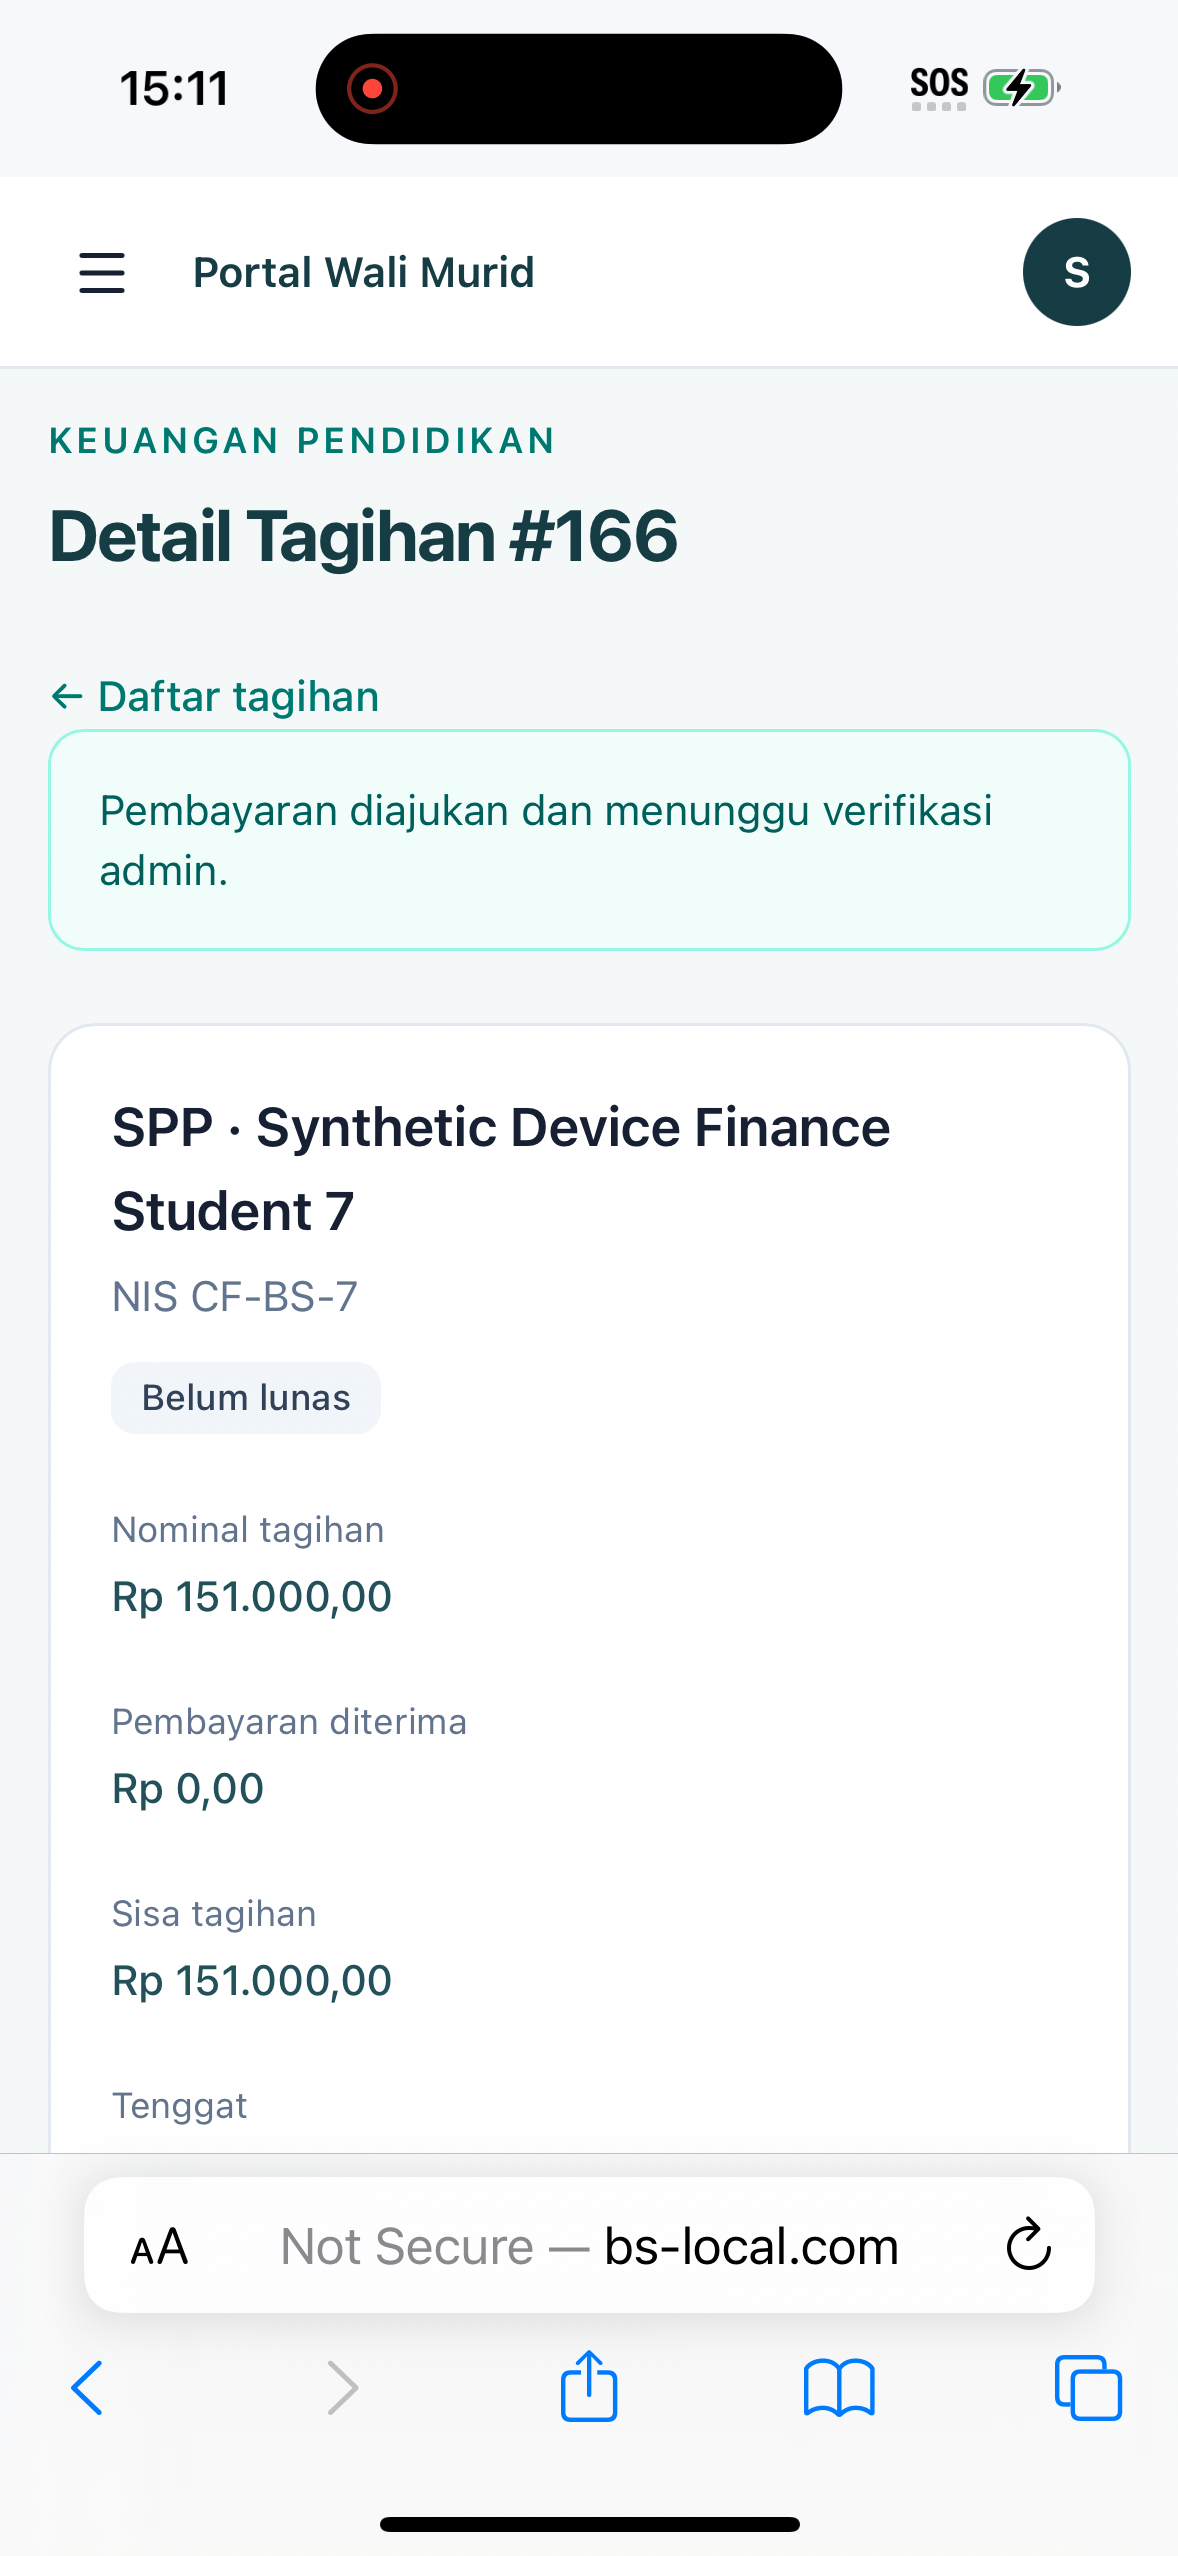 15:11
SOS
Portal Wali Murid
S
KEUANGAN PENDIDIKAN
Detail Tagihan #166
← Daftar tagihan
Pembayaran diajukan dan menunggu verifikasi
admin.
SPP · Synthetic Device Finance
Student 7
NIS CF-BS-7
Belum lunas
Nominal tagihan
Rp 151.000,00
Pembayaran diterima
Rp 0,00
Sisa tagihan
Rp 151.000,00
Tenggat
AA Not Secure — bs-local.com